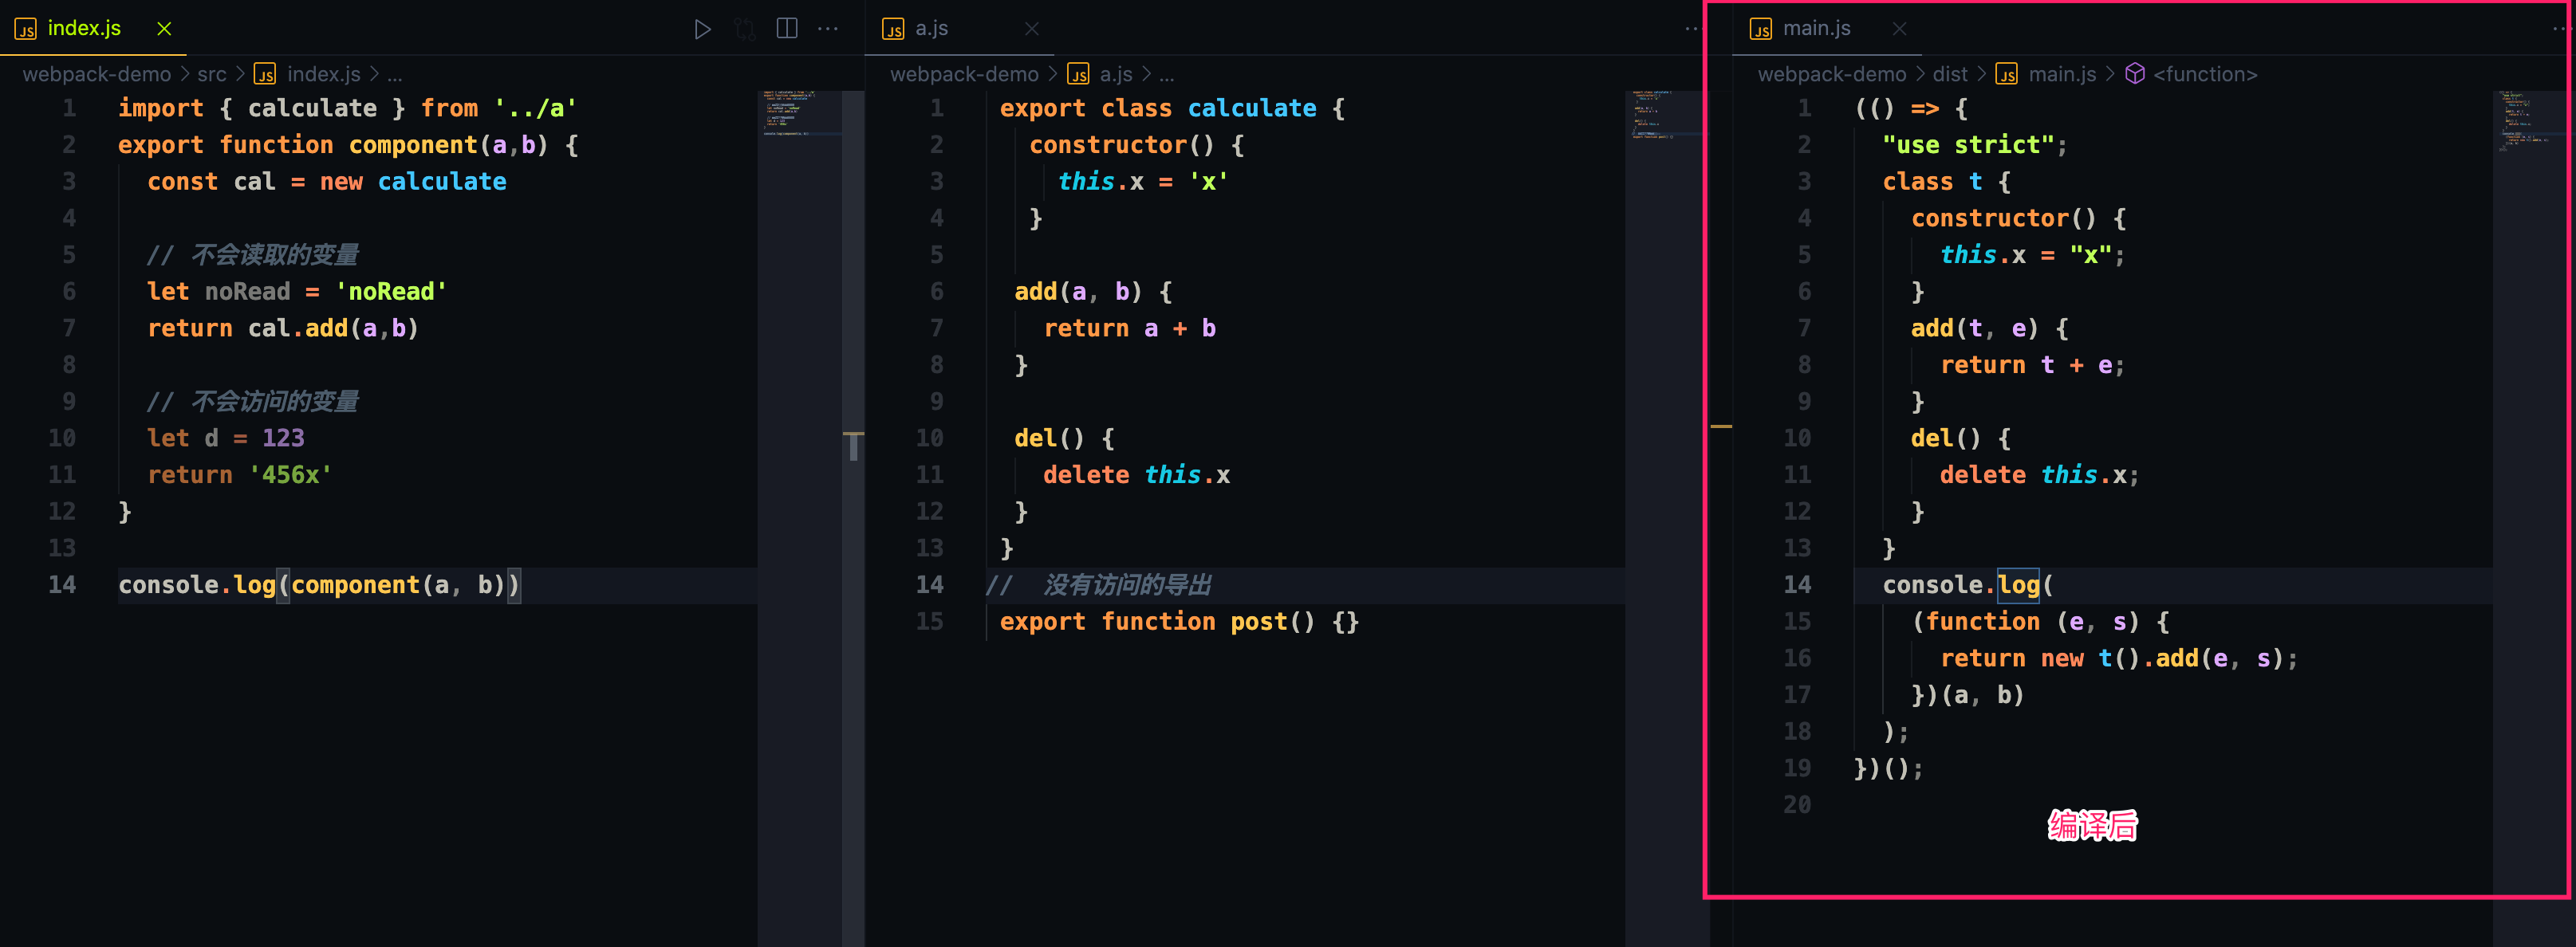 index.js
webpack-demo > src > index.js > ...
1 import { calculate } from '../a'
2 export function component(a,b) {
3 const cal = new calculate
4
5 // 不会读取的变量
6 let noRead = 'noRead'
7 return cal.add(a,b)
8
9 // 不会访问的变量
10 let d = 123
11 return '456x'
12 }
13
14 console.log(component(a, b))
a.js
webpack-demo > a.js > ...
1 export class calculate {
2 constructor() {
3 this.x = 'x'
4 }
5
6 add(a, b) {
7 return a + b
8 }
9
10 del() {
11 delete this.x
12 }
13 }
14 // 没有访问的导出
15 export function post() {}
main.js
webpack-demo > dist > main.js > <function>
1 (() => {
2 "use strict";
3 class t {
4 constructor() {
5 this.x = "x";
6 }
7 add(t, e) {
8 return t + e;
9 }
10 del() {
11 delete this.x;
12 }
13 }
14 console.log(
15 (function (e, s) {
16 return new t().add(e, s);
17 })(a, b)
18 );
19 })();
20
编译后